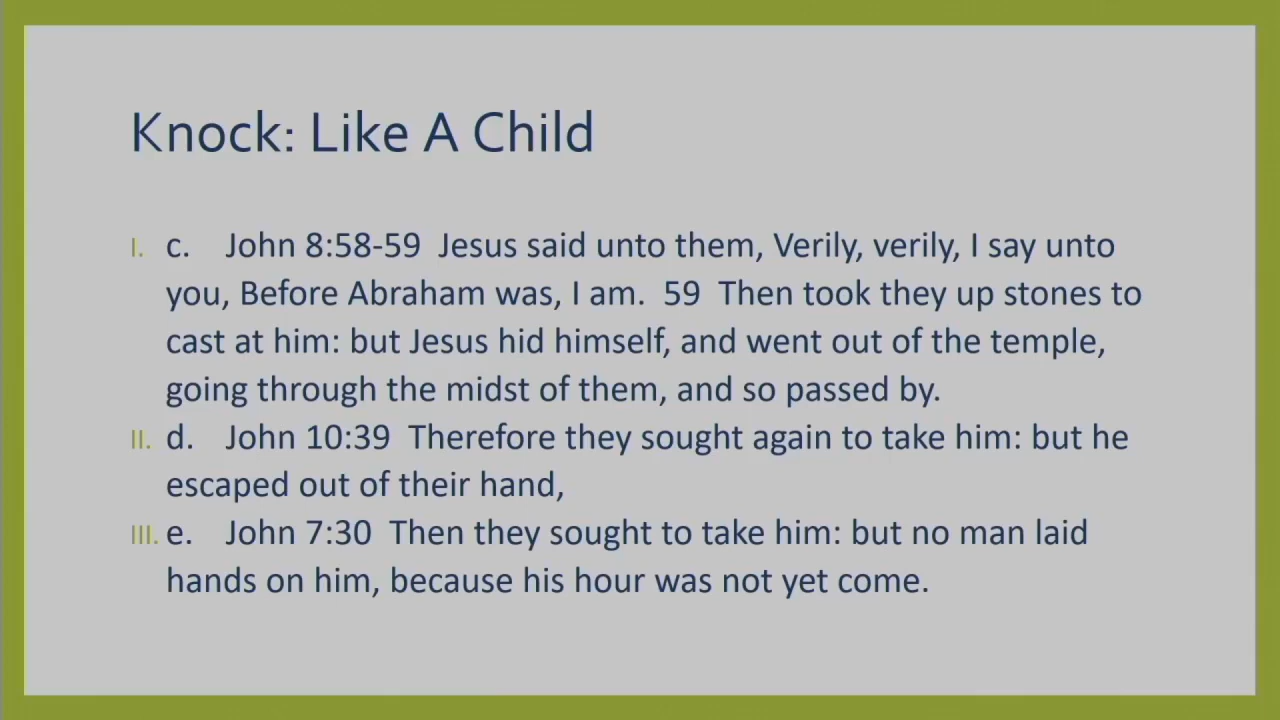 Knock: Like A Child
I. c. John 8:58-59 Jesus said unto them, Verily, verily, I say unto
you, Before Abraham was, I am. 59 Then took they up stones to
cast at him: but Jesus hid himself, and went out of the temple,
going through the midst of them, and so passed by.
II. d. John 10:39 Therefore they sought again to take him: but he
escaped out of their hand,
III. e. John 7:30 Then they sought to take him: but no man laid
hands on him, because his hour was not yet come.